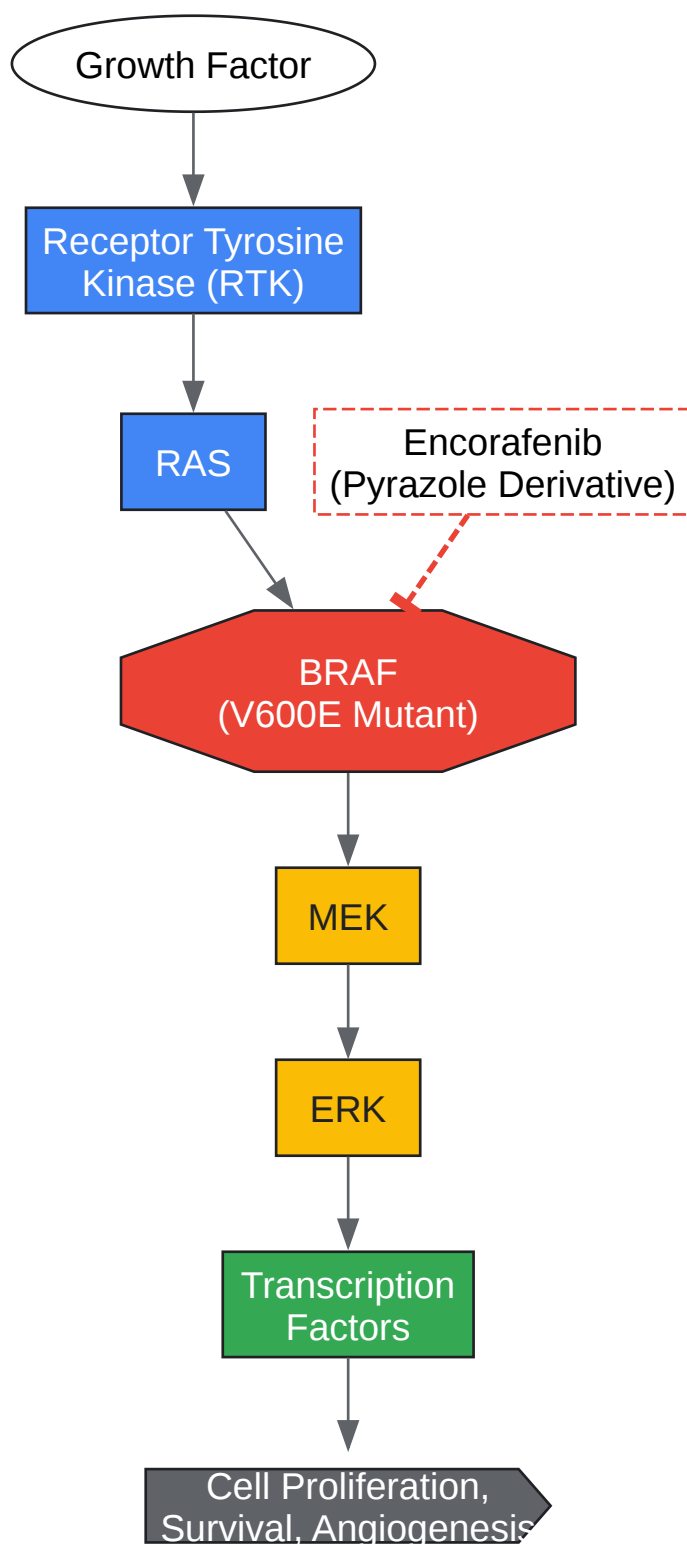 Growth Factor
Receptor Tyrosine
Kinase (RTK)
RAS
Encorafenib
(Pyrazole Derivative)
BRAF
(V600E Mutant)
MEK
ERK
Transcription
Factors
Cell Proliferation,
Survival, Angiogenesis